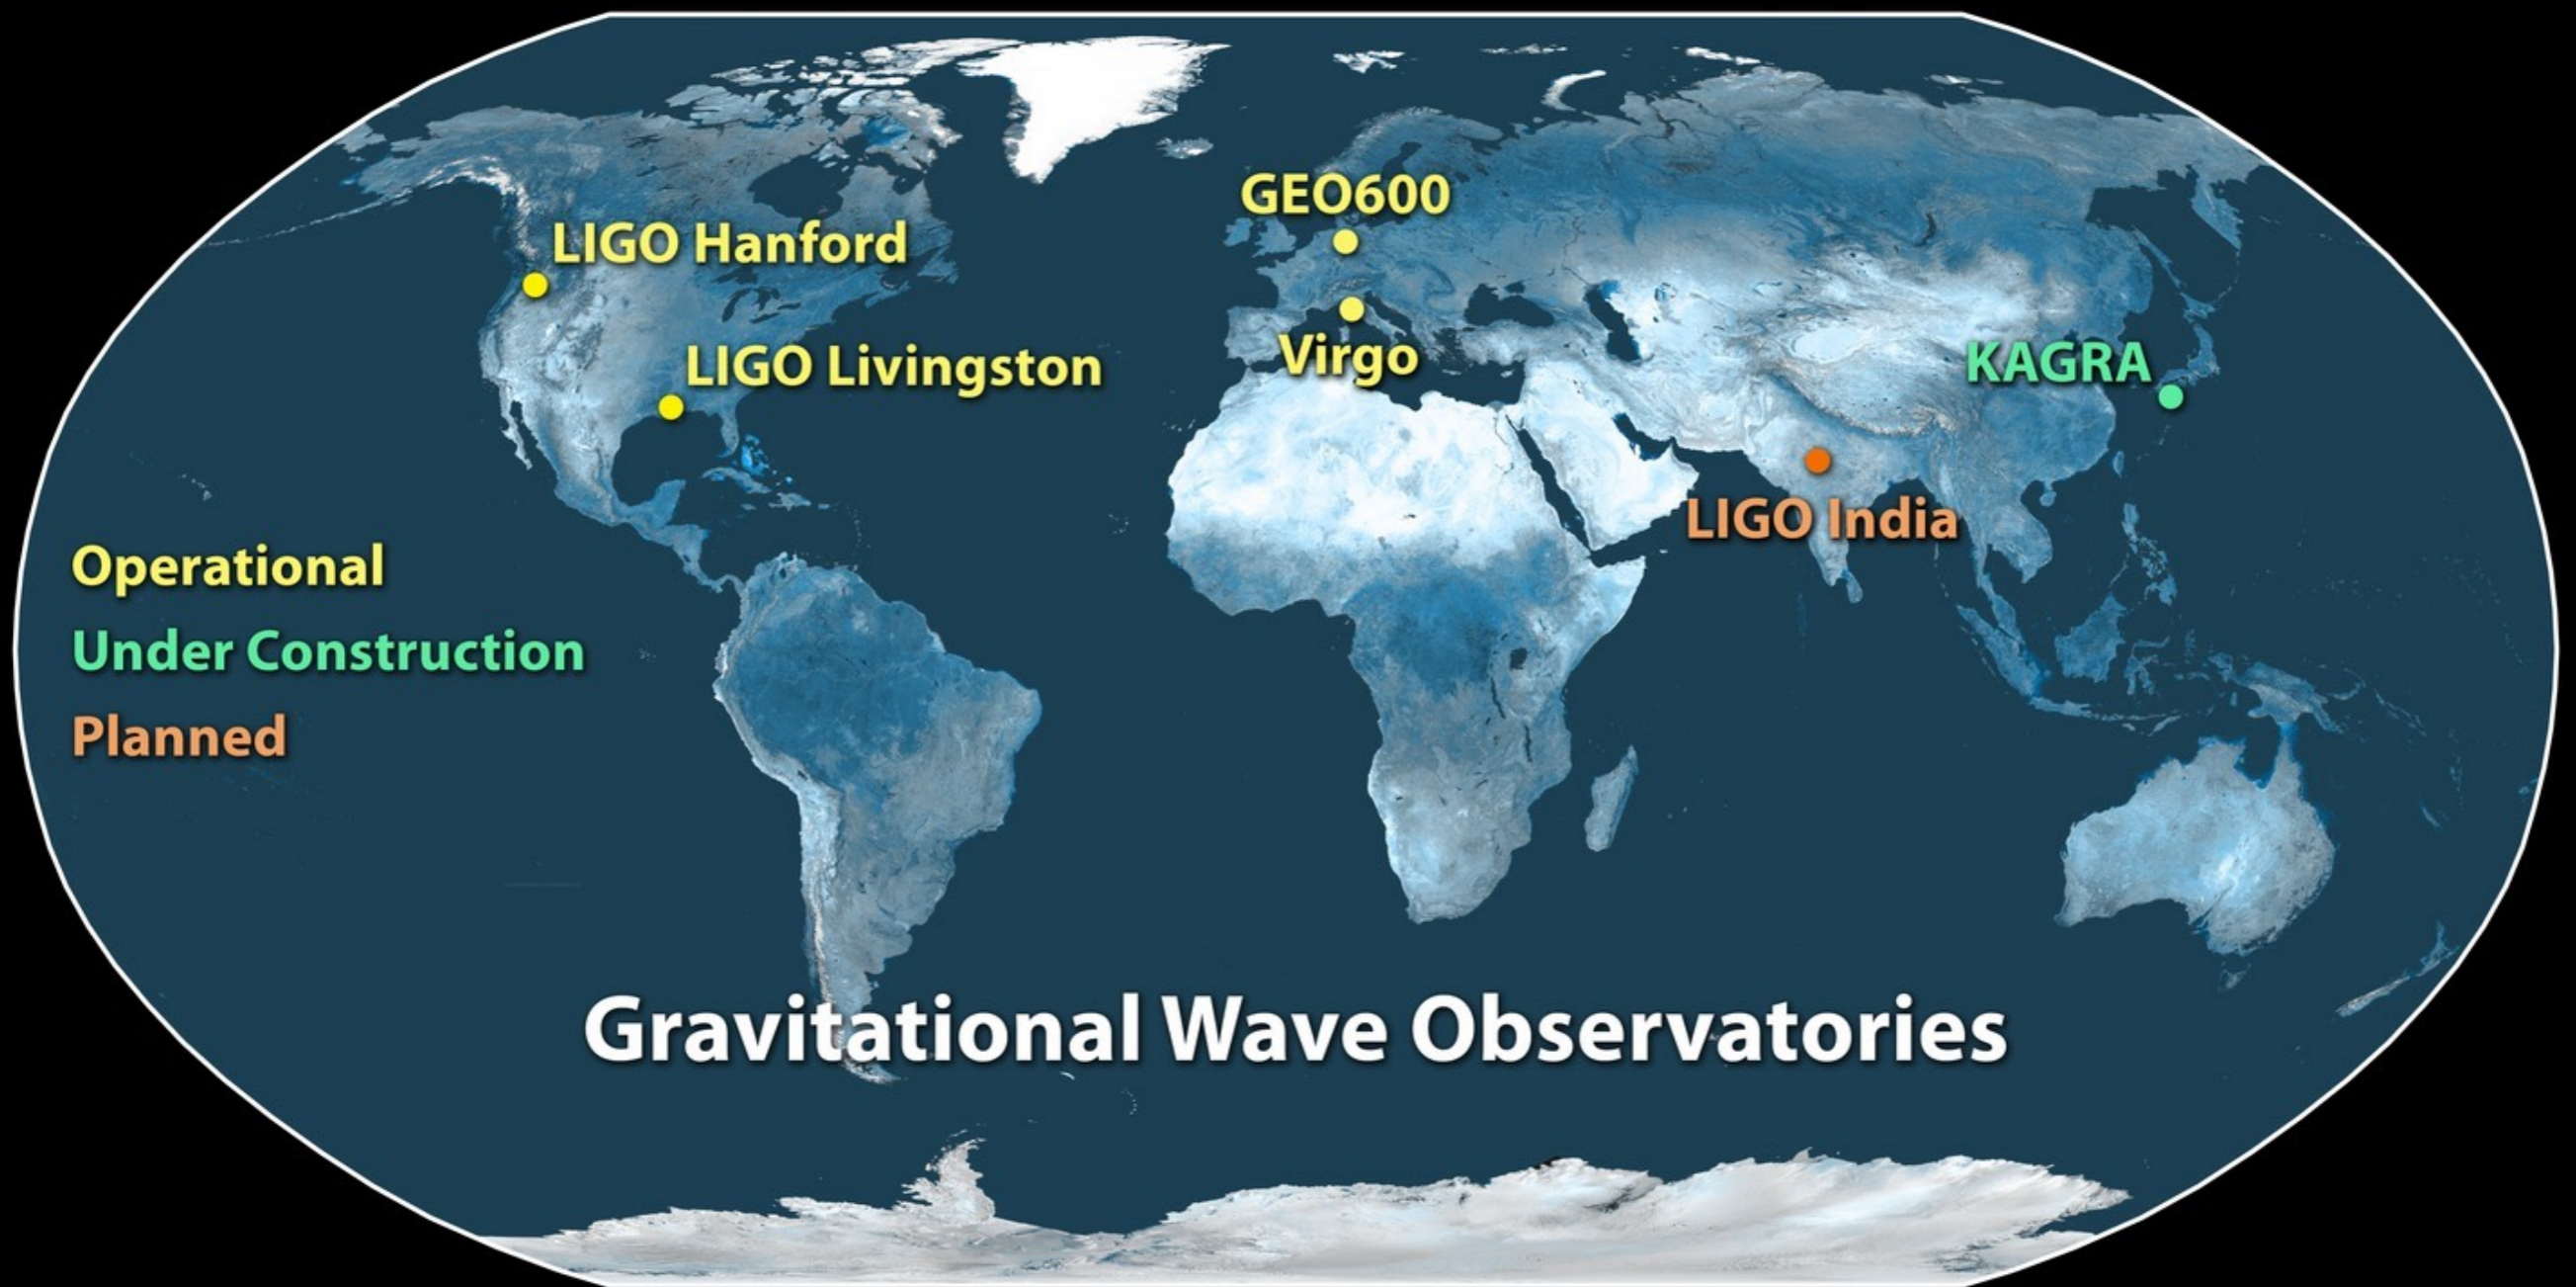 GEO600
LIGO Hanford
Virgo
LIGO Livingston
KAGRA
LIGO India
Operational
Under Construction
Planned
Gravitational Wave Observatories